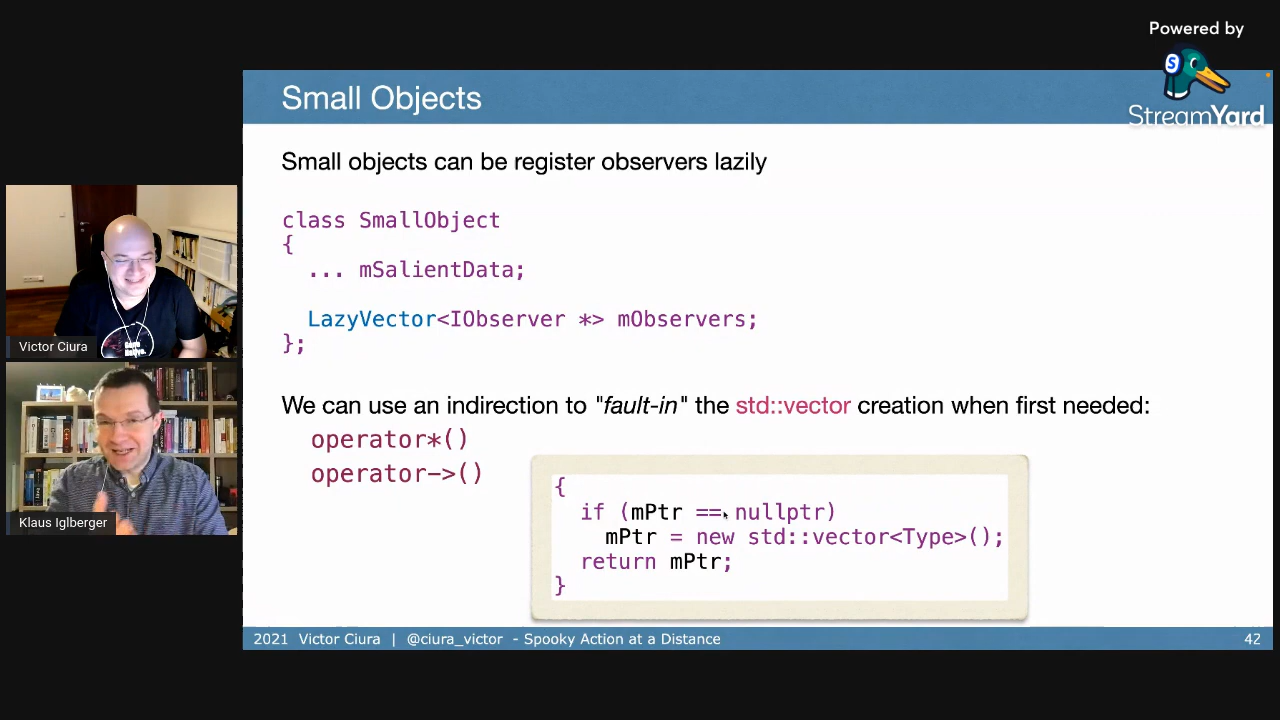 Powered by
StreamYard
Small Objects
Small objects can be register observers lazily
class SmallObject
{
... mSalientData;
LazyVector<IObserver *> mObservers;
};
We can use an indirection to "fault-in" the std::vector creation when first needed:
operator*()
operator->()
{
if (mPtr == nullptr)
mPtr = new std::vector<Type>();
return mPtr;
}
Victor Ciura
Klaus Iglberger
2021 Victor Ciura | @ciura_victor - Spooky Action at a Distance
42